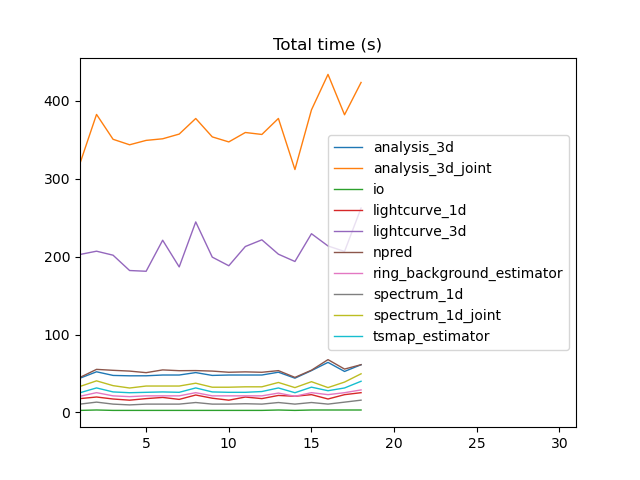 Total time (s)
400
300
200
100
0
analysis_3d
analysis_3d_joint
io
lightcurve_1d
lightcurve_3d
npred
ring_background_estimator
spectrum_1d
spectrum_1d_joint
tsmap_estimator
5 10 15 20 25 30